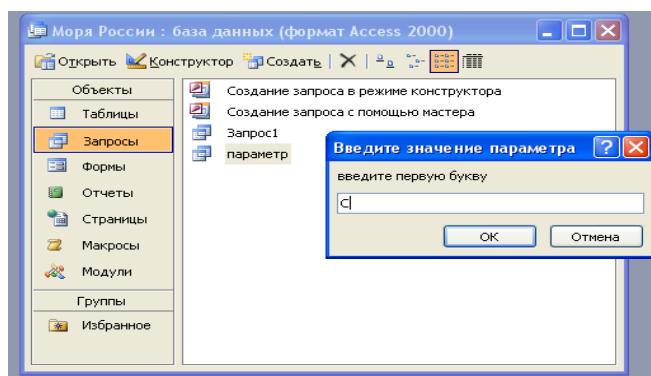 Моря России : база данных (формат Access 2000)
Открыть Конструктор Создать
Объекты
Таблицы
Запросы
Формы
Отчеты
Страницы
Макросы
Модули
Группы
Избранное
Создание запроса в режиме конструктора
Создание запроса с помощью мастера
Запрос1
параметр
Введите значение параметра
введите первую букву
С
ОК Отмена